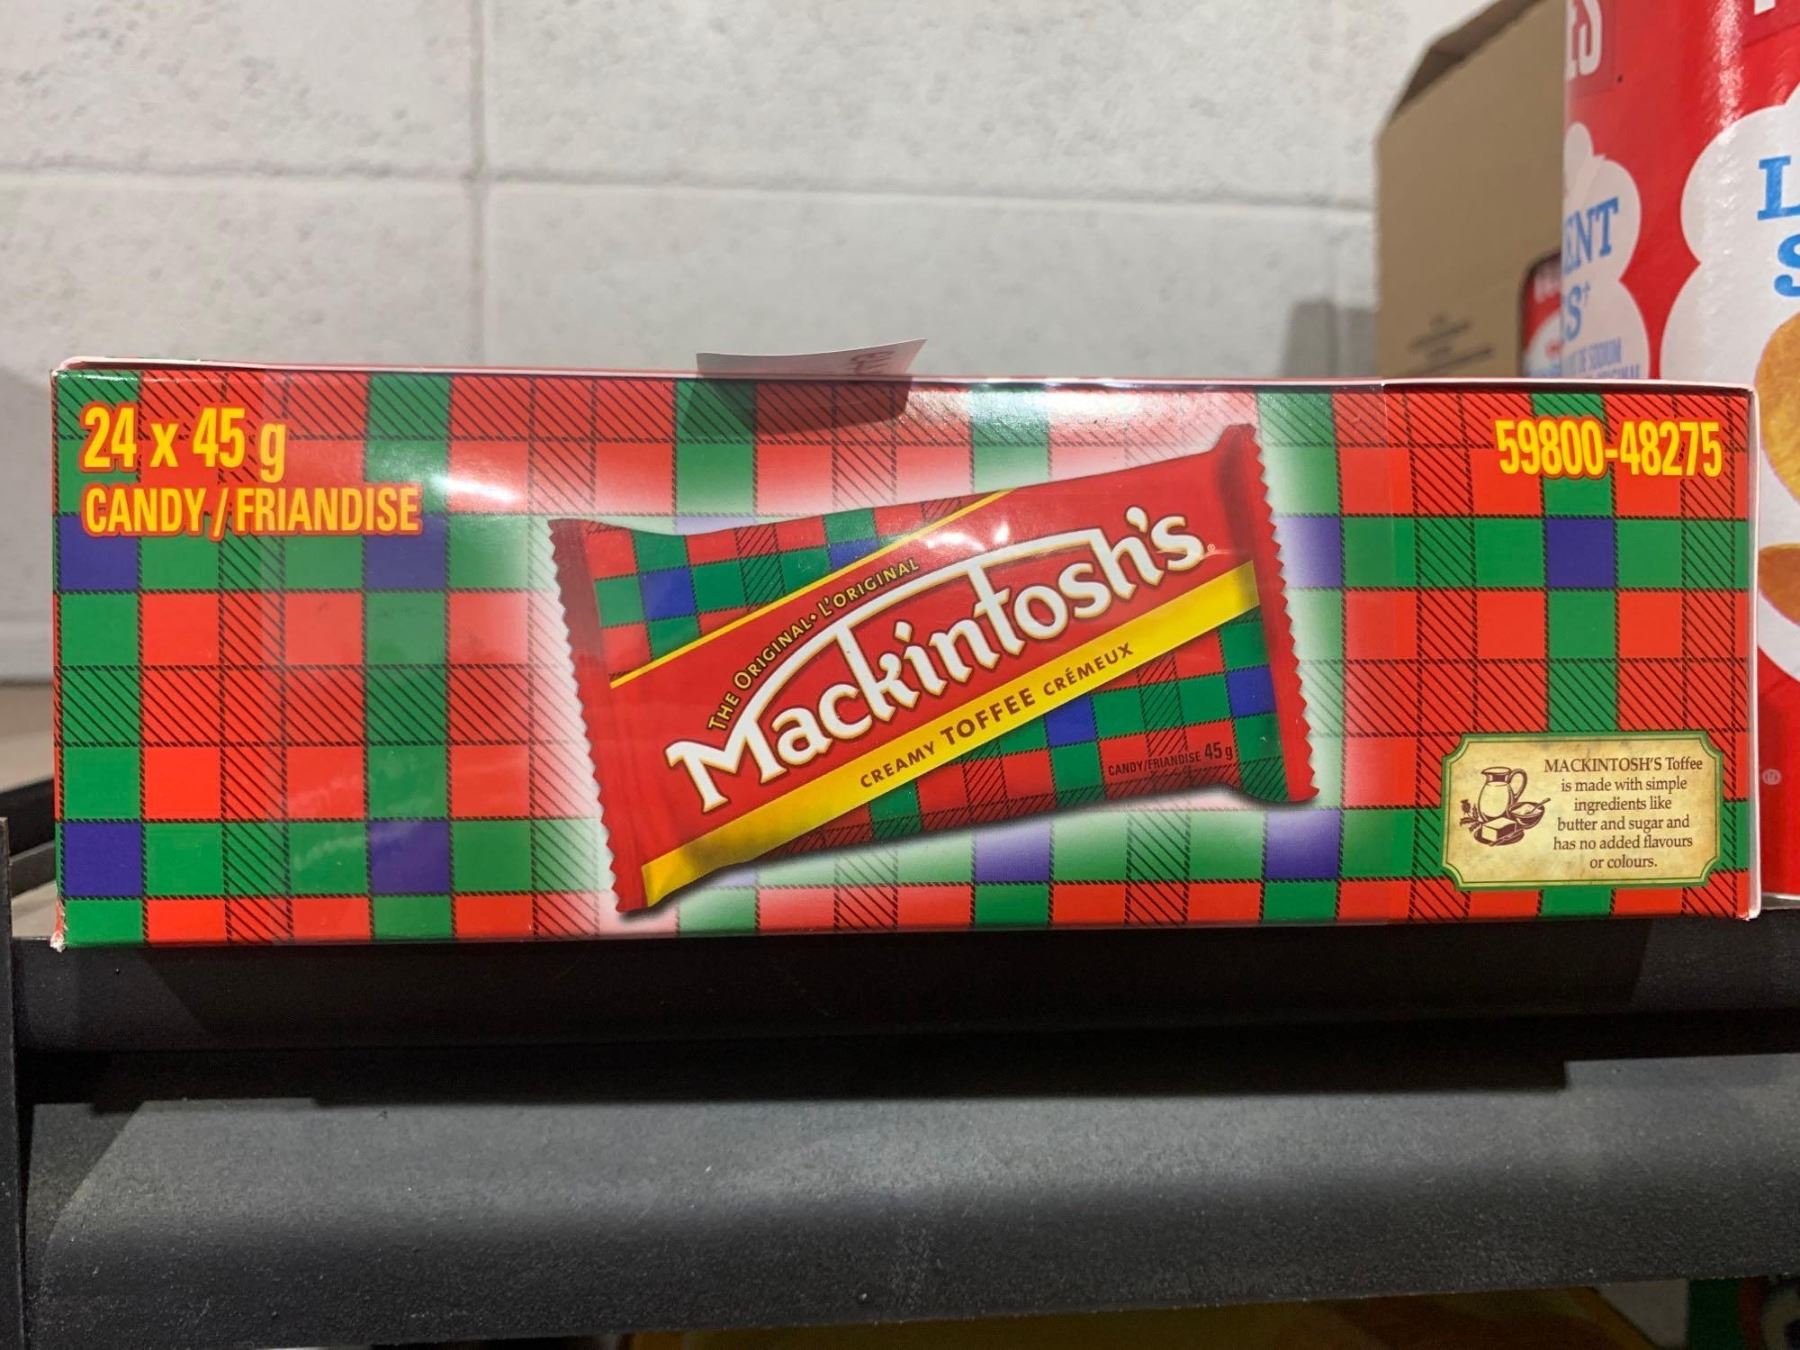 24 x 45 g
CANDY / FRIANDISE
59800-48275
THE ORIGINAL • L'ORIGINAL
Mackintosh's
CREAMY TOFFEE CRÉMEUX
CANDY/FRIANDISE 45 g
MACKINTOSH'S Toffee
is made with simple
ingredients like
butter and sugar and
has no added flavours
or colours.